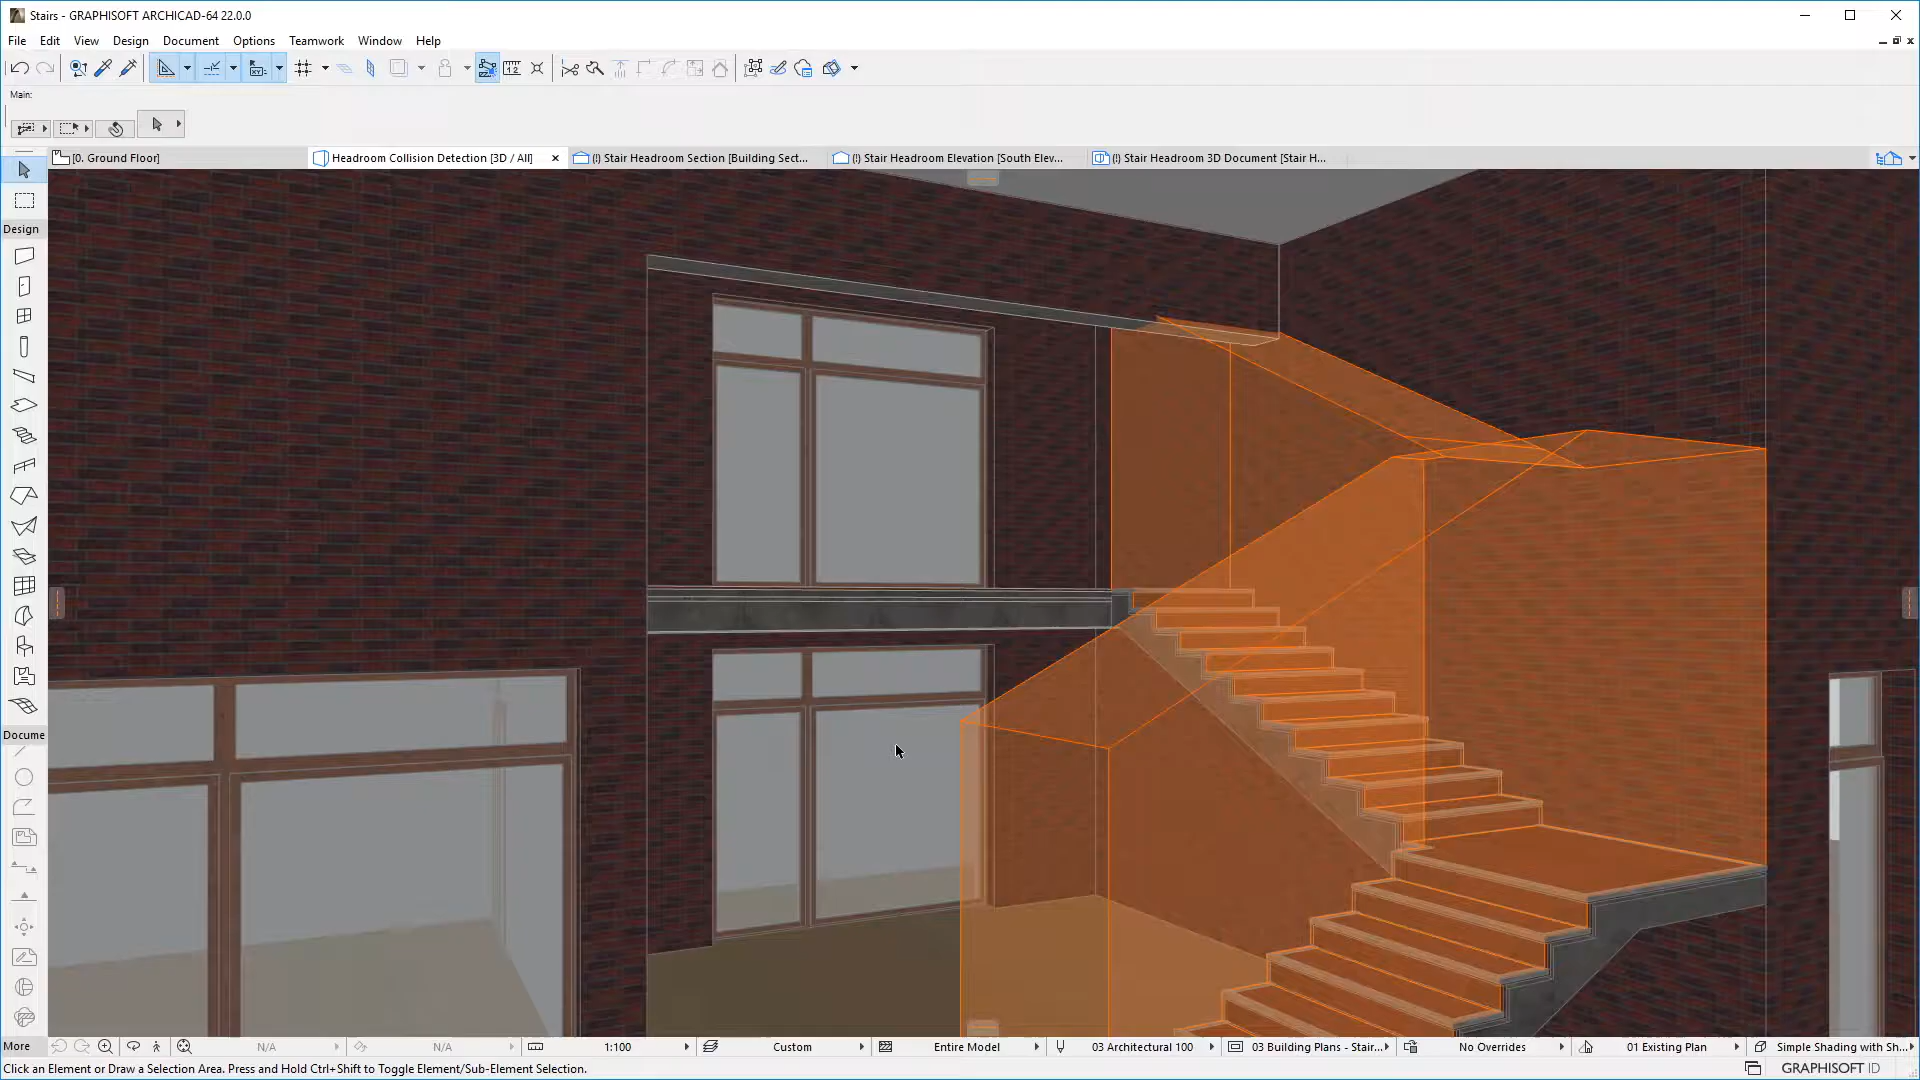 Stairs - GRAPHISOFT ARCHICAD-64 22.0.0
File Edit View Design Document Options Teamwork Window Help
Main:
[0. Ground Floor] Headroom Collision Detection [3D / All] (!) Stair Headroom Section [Building Sect... (!) Stair Headroom Elevation [South Elev... (!) Stair Headroom 3D Document [Stair H...
Design
Docume
More N/A N/A 1:100 Custom Entire Model 03 Architectural 100 03 Building Plans - Stair... No Overrides 01 Existing Plan Simple Shading with Sh...
Click an Element or Draw a Selection Area. Press and Hold Ctrl+Shift to Toggle Element/Sub-Element Selection. GRAPHISOFT ID